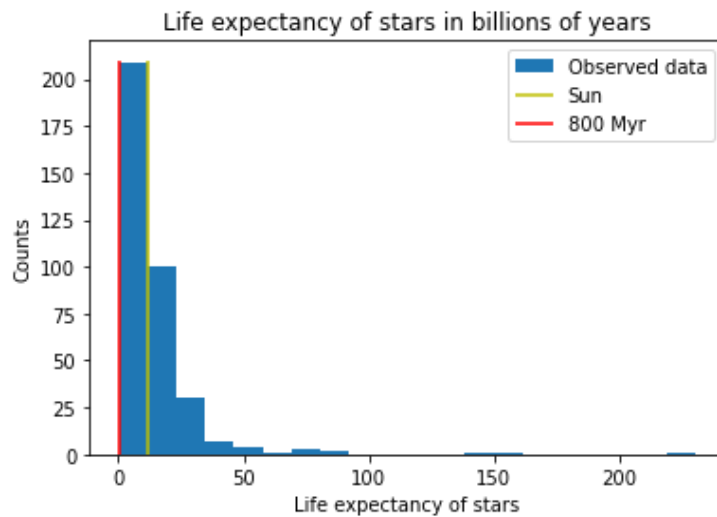 Life expectancy of stars in billions of years
Observed data
Sun
800 Myr
Counts
200
175
150
125
100
75
50
25
0
0 50 100 150 200
Life expectancy of stars